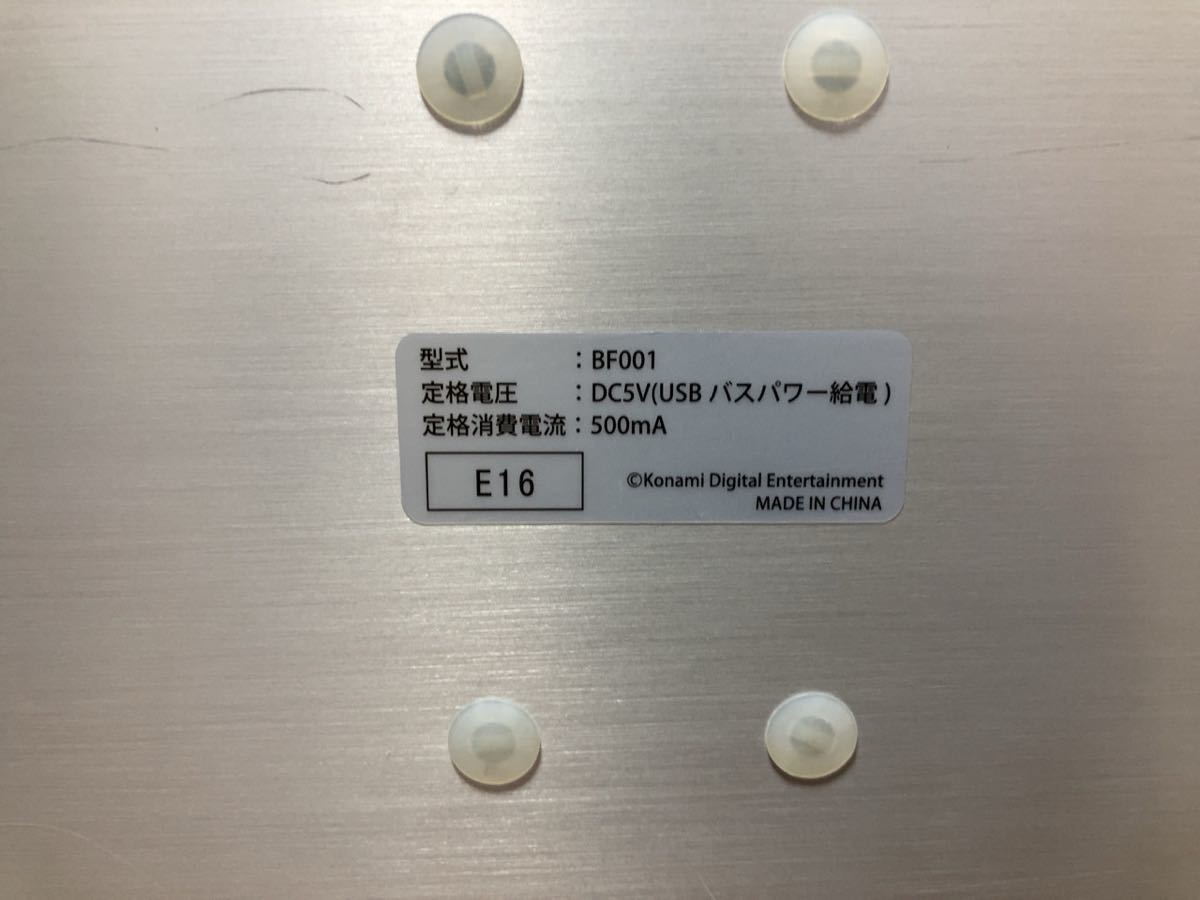 型式 : BF001
定格電圧 : DC5V(USB バスパワー給電 )
定格消費電流 : 500mA
E16
©Konami Digital Entertainment
MADE IN CHINA